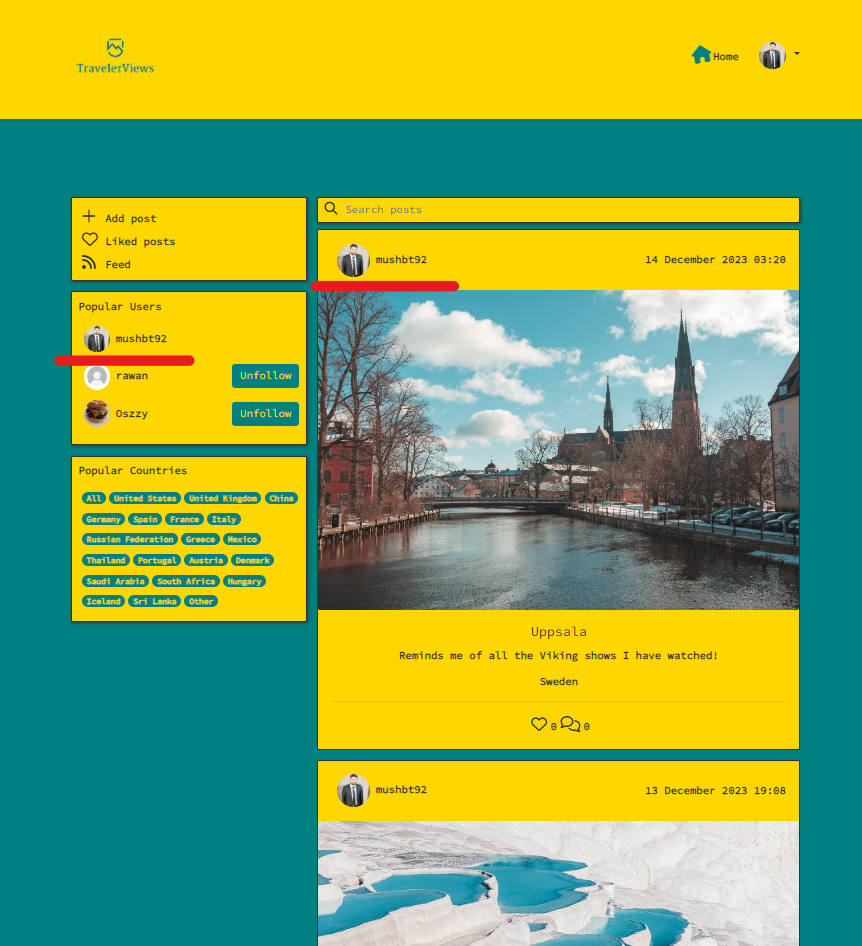 TravelerViews
Home
Add post
Liked posts
Feed
Popular Users
mushbt92
rawan Unfollow
Oszzy Unfollow
Popular Countries
All United States United Kingdom China
Germany Spain France Italy
Russian Federation Greece Mexico
Thailand Portugal Austria Denmark
Saudi Arabia South Africa Hungary
Iceland Sri Lanka Other
Search posts
mushbt92 14 December 2023 03:20
Uppsala
Reminds me of all the Viking shows I have watched!
Sweden
0 0
mushbt92 13 December 2023 19:08